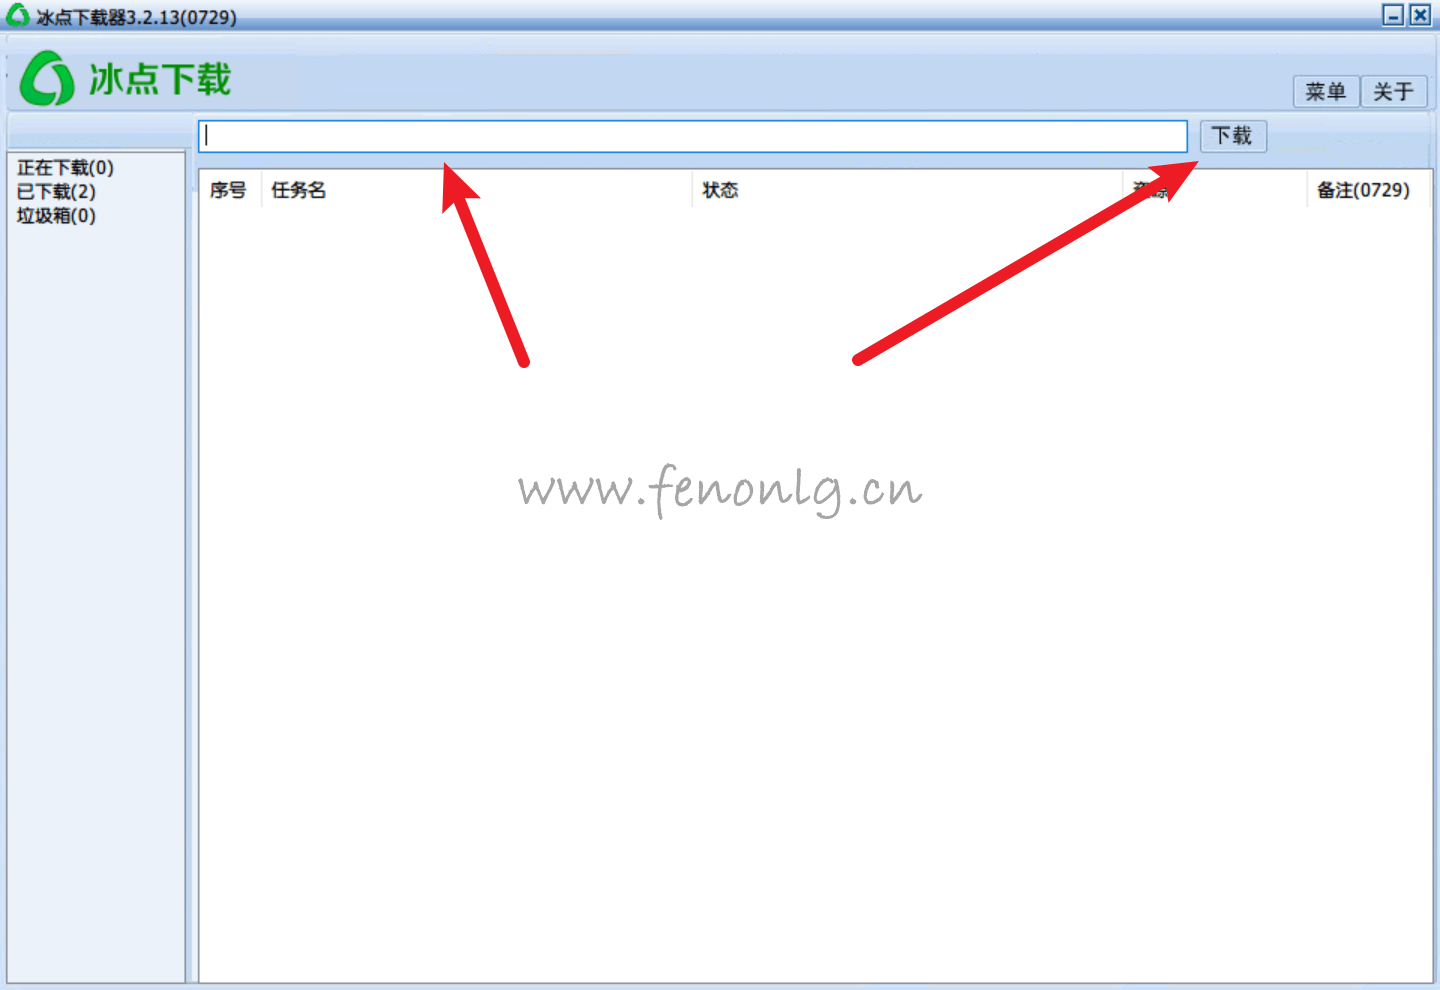 冰点下载器3.2.13(0729)
冰点下载
菜单 关于
下载
正在下载(0)
已下载(2)
垃圾箱(0)
序号 任务名 状态 备注(0729)
www.fenonlg.cn